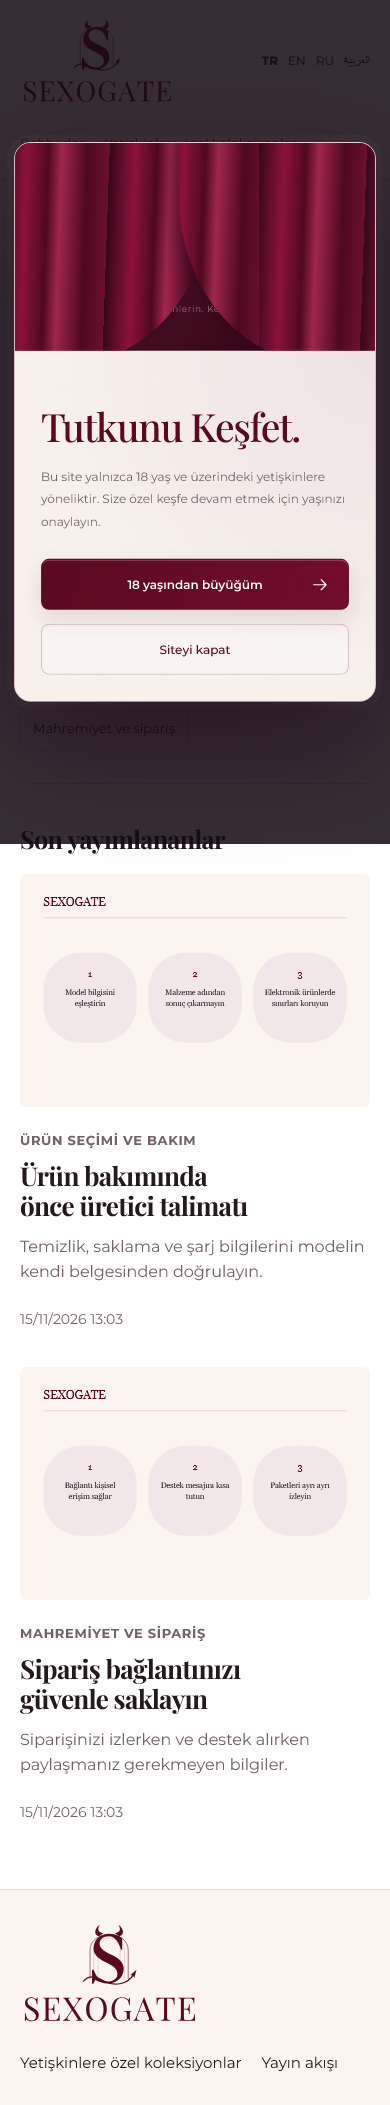 SEXOGATE
TR EN RU العربية
Tutkunu Keşfet.
Bu site yalnızca 18 yaş ve üzerindeki yetişkinlere
yöneliktir. Size özel keşfe devam etmek için yaşınızı
onaylayın.
18 yaşından büyüğüm
Siteyi kapat
Mahremiyet ve sipariş
Son yayımlananlar
SEXOGATE
1
Model bilgisini
eşleştirin
2
Malzeme adından
sonuç çıkarmayın
3
Elektronik ürünlerde
sınırları koruyun
ÜRÜN SEÇİMİ VE BAKIM
Ürün bakımında
önce üretici talimatı
Temizlik, saklama ve şarj bilgilerini modelin
kendi belgesinden doğrulayın.
15/11/2026 13:03
SEXOGATE
1
Bağlantı kişisel
erişim sağlar
2
Destek mesajını kısa
tutun
3
Paketleri ayrı ayrı
izleyin
MAHREMİYET VE SİPARİŞ
Sipariş bağlantınızı
güvenle saklayın
Siparişinizi izlerken ve destek alırken
paylaşmanız gerekmeyen bilgiler.
15/11/2026 13:03
SEXOGATE
Yetişkinlere özel koleksiyonlar Yayın akışı